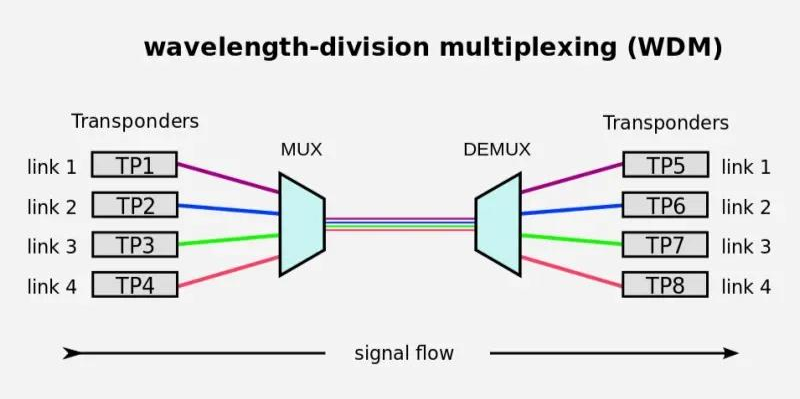 wavelength-division multiplexing (WDM)
Transponders
Transponders
MUX
DEMUX
link 1 TP1 TP5 link 1
link 2 TP2 TP6 link 2
link 3 TP3 TP7 link 3
link 4 TP4 TP8 link 4
signal flow